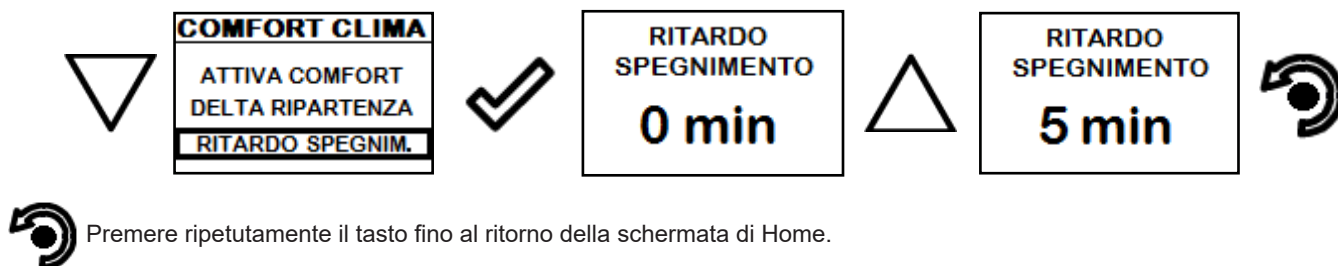 COMFORT CLIMA
ATTIVA COMFORT
DELTA RIPARTENZA
RITARDO SPEGNIM.
RITARDO
SPEGNIMENTO
0 min
RITARDO
SPEGNIMENTO
5 min
Premere ripetutamente il tasto fino al ritorno della schermata di Home.